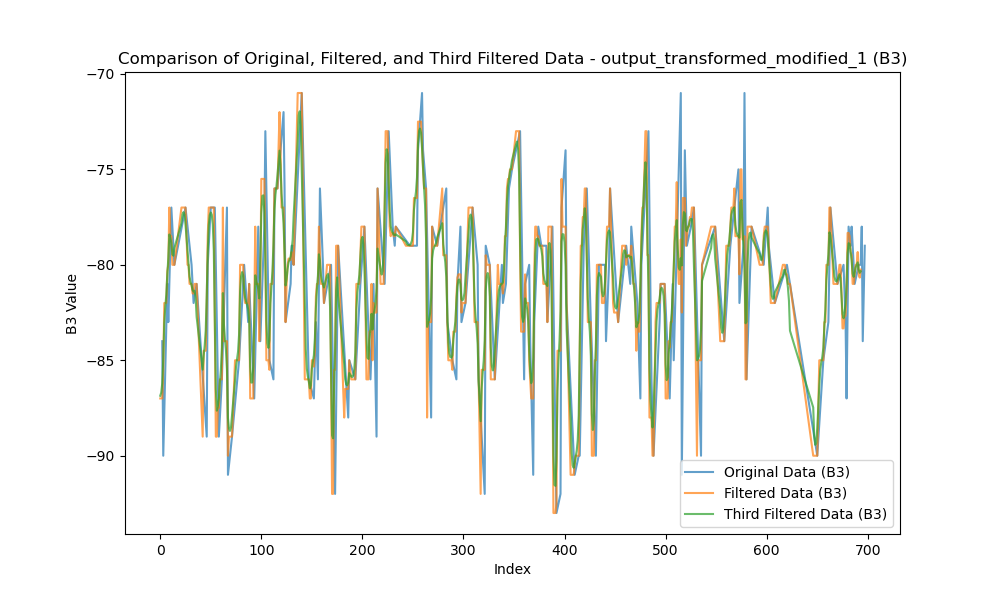 Comparison of Original, Filtered, and Third Filtered Data - output_transformed_modified_1 (B3)
−70
−75
−80
−85
−90
B3 Value
0 100 200 300 400 500 600 700
Index
Original Data (B3)
Filtered Data (B3)
Third Filtered Data (B3)